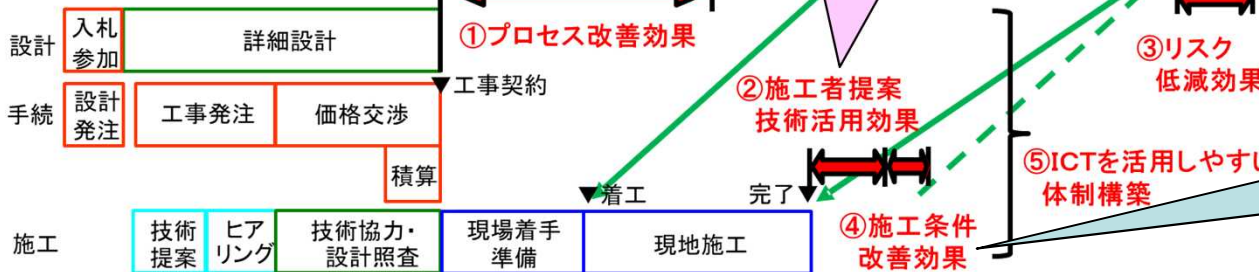 設計
入札
参加
詳細設計
①プロセス改善効果
▼工事契約
手続
設計
発注
工事発注
価格交渉
積算
②施工者提案
技術活用効果
③リスク
低減効果
▼着工
完了▼
⑤ICTを活用しやすい
体制構築
④施工条件
改善効果
施工
技術
提案
ヒア
リング
技術協力・
設計照査
現場着手
準備
現地施工